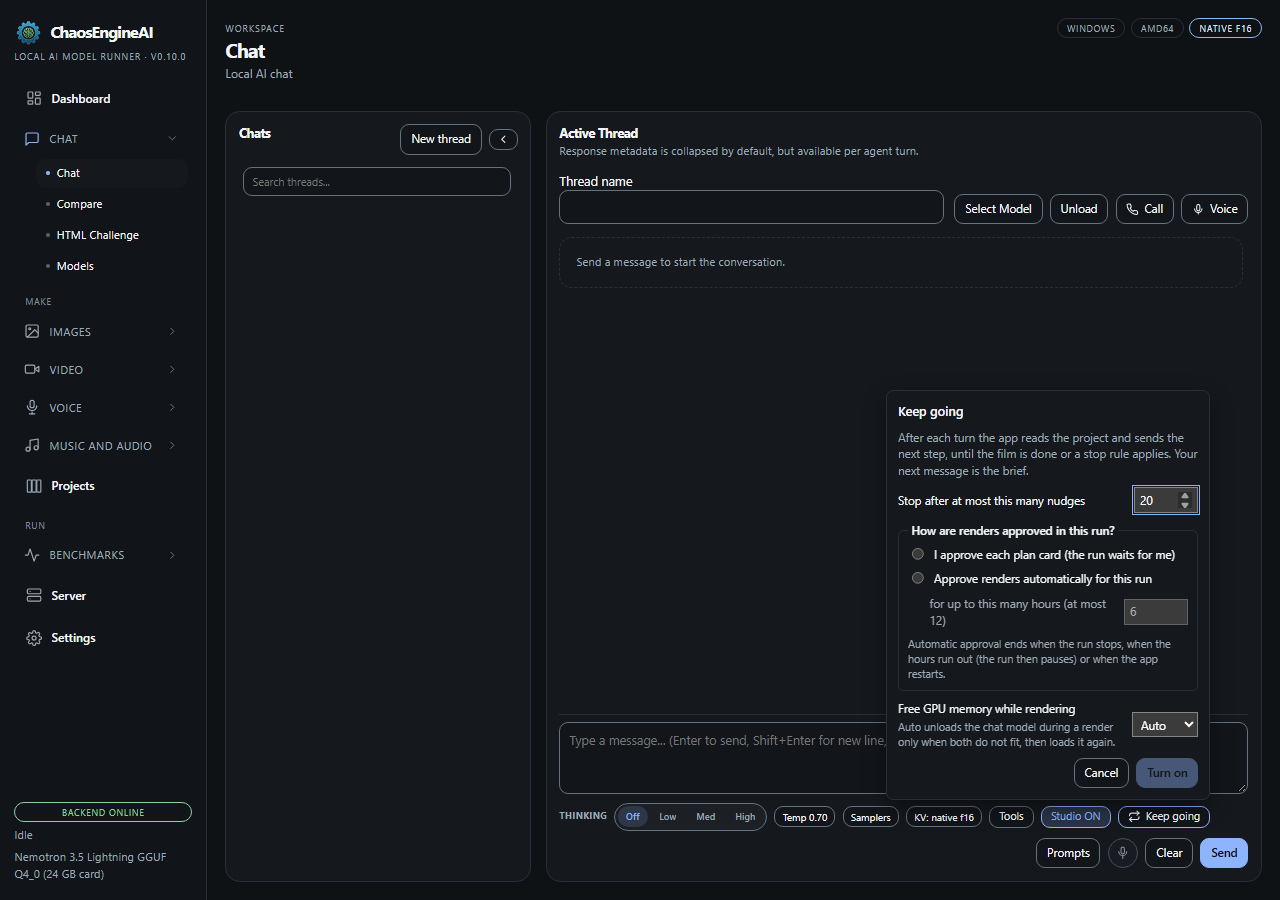 ChaosEngineAI
LOCAL AI MODEL RUNNER · V0.10.0
Dashboard
CHAT
Chat
Compare
HTML Challenge
Models
MAKE
IMAGES
VIDEO
VOICE
MUSIC AND AUDIO
Projects
RUN
BENCHMARKS
Server
Settings
BACKEND ONLINE
Idle
Nemotron 3.5 Lightning GGUF
Q4_0 (24 GB card)
WORKSPACE
Chat
Local AI chat
WINDOWS
AMD64
NATIVE F16
Chats
New thread
Search threads...
Active Thread
Response metadata is collapsed by default, but available per agent turn.
Thread name
Select Model
Unload
Call
Voice
Send a message to start the conversation.
Keep going
After each turn the app reads the project and sends the
next step, until the film is done or a stop rule applies. Your
next message is the brief.
Stop after at most this many nudges
20
How are renders approved in this run?
I approve each plan card (the run waits for me)
Approve renders automatically for this run
for up to this many hours (at most
12)
6
Automatic approval ends when the run stops, when the
hours run out (the run then pauses) or when the app
restarts.
Free GPU memory while rendering
Auto unloads the chat model during a render
only when both do not fit, then loads it again.
Auto
Cancel
Turn on
Type a message... (Enter to send, Shift+Enter for new line,
THINKING
Off
Low
Med
High
Temp 0.70
Samplers
KV: native f16
Tools
Studio ON
Keep going
Prompts
Clear
Send